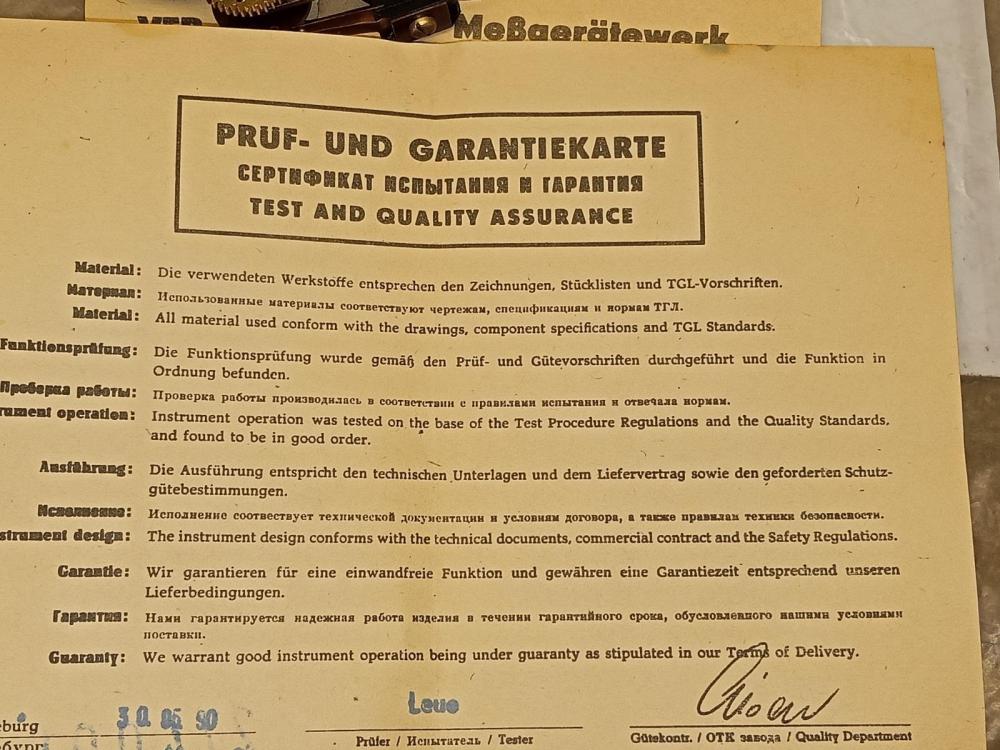 VEB Meßgerätewerk
PRÜF- UND GARANTIEKARTE
СЕРТИФИКАТ ИСПЫТАНИЯ И ГАРАНТИЯ
TEST AND QUALITY ASSURANCE
Material: Die verwendeten Werkstoffe entsprechen den Zeichnungen, Stücklisten und TGL-Vorschriften.
Материал: Использованные материалы соответствуют чертежам, спецификациям и нормам ТГЛ.
Material: All material used conform with the drawings, component specifications and TGL Standards.
Funktionsprüfung: Die Funktionsprüfung wurde gemäß den Prüf- und Gütevorschriften durchgeführt und die Funktion in
Ordnung befunden.
Проверка работы: Проверка работы производилась в соответствии с правилами испытания и отвечала нормам.
rument operation: Instrument operation was tested on the base of the Test Procedure Regulations and the Quality Standards,
and found to be in good order.
Ausführung: Die Ausführung entspricht den technischen Unterlagen und dem Liefervertrag sowie den geforderten Schutz-
gütebestimmungen.
Исполнение: Исполнение соотвествует технической документации и условиям договора, а также правилам техники безопасности.
strument design: The instrument design conforms with the technical documents, commercial contract and the Safety Regulations.
Garantie: Wir garantieren für eine einwandfreie Funktion und gewähren eine Garantiezeit entsprechend unseren
Lieferbedingungen.
Гарантия: Нами гарантируется надежная работа изделия в течении гарантийного срока, обусловленного нашими условиями
поставки.
Guaranty: We warrant good instrument operation being under guaranty as stipulated in our Terms of Delivery.
eburg 30 06 90 Leue
ебург Prüfer / Испытатель / Tester Gütekontr. / ОТК завода / Quality Department